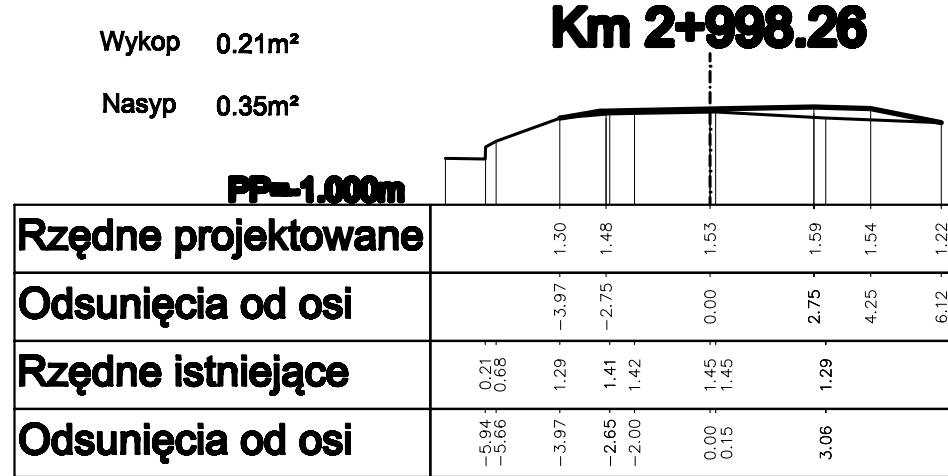 Km 2+998.26
Wykop 0.21m²
Nasyp 0.35m²
PP=-1.000m
Rzędne projektowane 1.30 1.48 1.53 1.59 1.54 1.22
Odsunięcia od osi -3.97 -2.75 0.00 2.75 4.25 6.12
Rzędne istniejące 0.21 0.68 1.29 1.41 1.42 1.45 1.45 1.29
Odsunięcia od osi -5.94 -5.66 -3.97 -2.65 -2.00 0.00 0.15 3.06